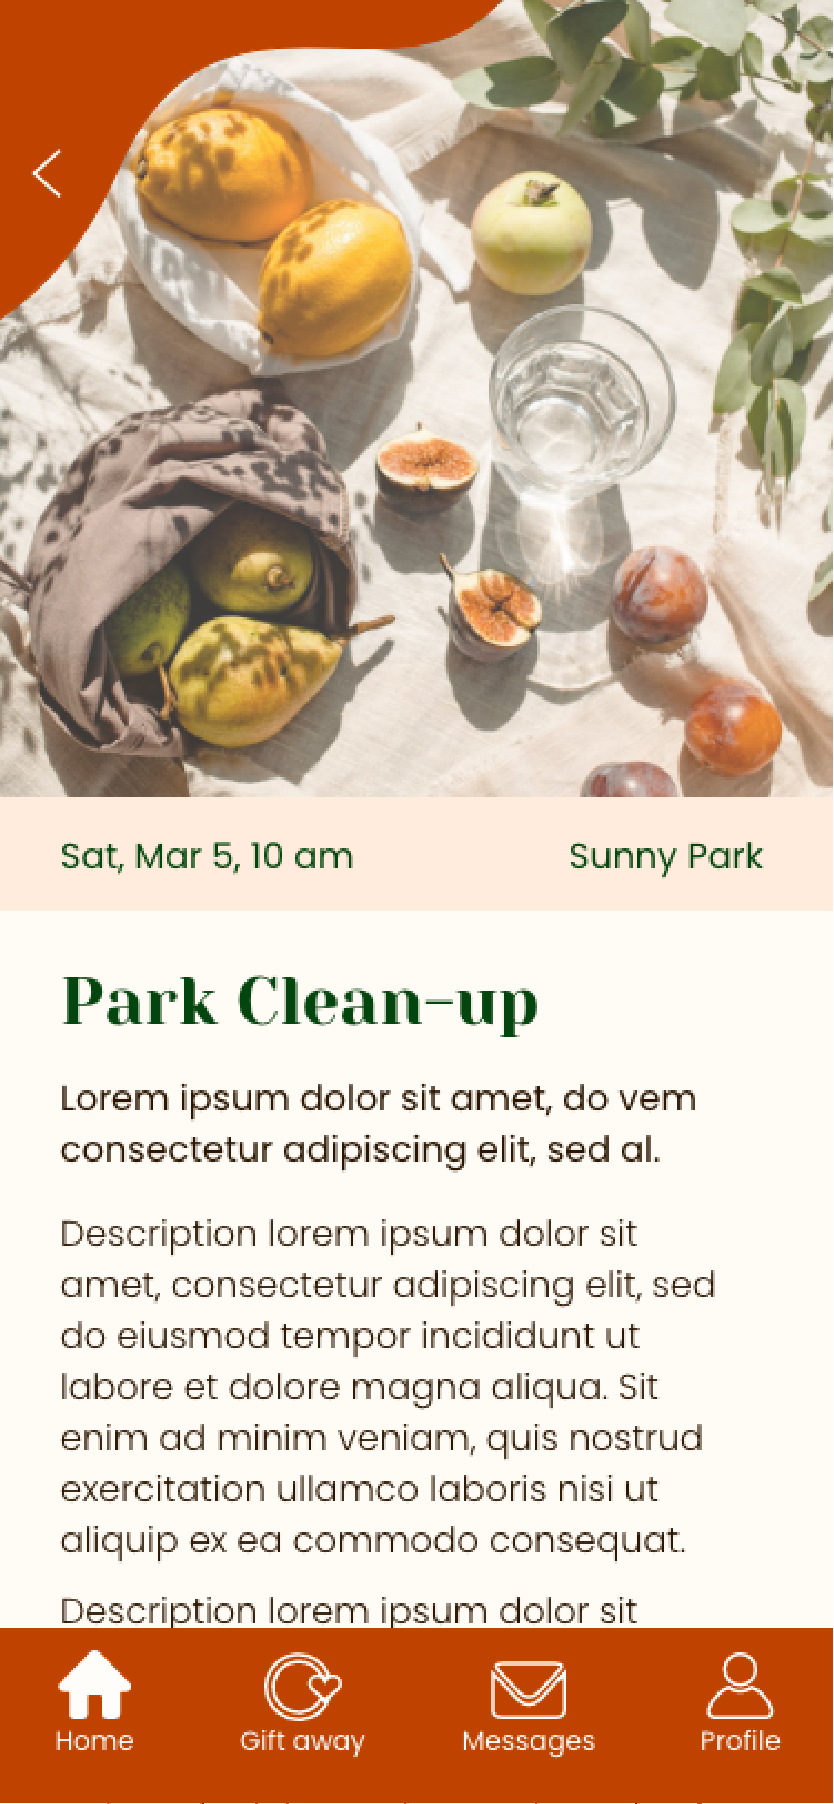 Sat, Mar 5, 10 am
Sunny Park
Park Clean-up
Lorem ipsum dolor sit amet, do vem
consectetur adipiscing elit, sed al.
Description lorem ipsum dolor sit
amet, consectetur adipiscing elit, sed
do eiusmod tempor incididunt ut
labore et dolore magna aliqua. Sit
enim ad minim veniam, quis nostrud
exercitation ullamco laboris nisi ut
aliquip ex ea commodo consequat.
Description lorem ipsum dolor sit
Home
Gift away
Messages
Profile